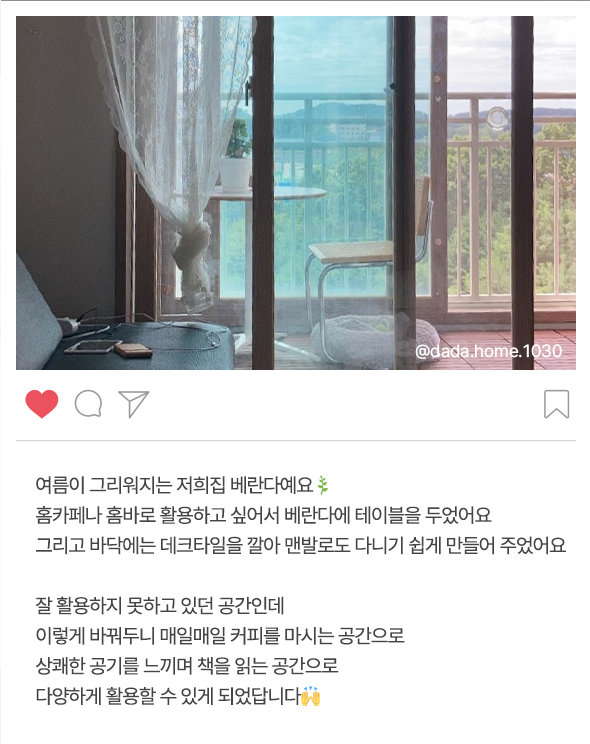 @dada.home.1030
여름이 그리워지는 저희집 베란다예요🌿
홈카페나 홈바로 활용하고 싶어서 베란다에 테이블을 두었어요
그리고 바닥에는 데크타일을 깔아 맨발로도 다니기 쉽게 만들어 주었어요
잘 활용하지 못하고 있던 공간인데
이렇게 바꿔두니 매일매일 커피를 마시는 공간으로
상쾌한 공기를 느끼며 책을 읽는 공간으로
다양하게 활용할 수 있게 되었답니다🙌